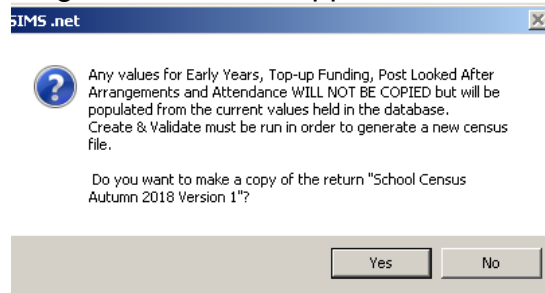 SIMS .net
Any values for Early Years, Top-up Funding, Post Looked After
Arrangements and Attendance WILL NOT BE COPIED but will be
populated from the current values held in the database.
Create & Validate must be run in order to generate a new census
file.
Do you want to make a copy of the return "School Census
Autumn 2018 Version 1"?
Yes No